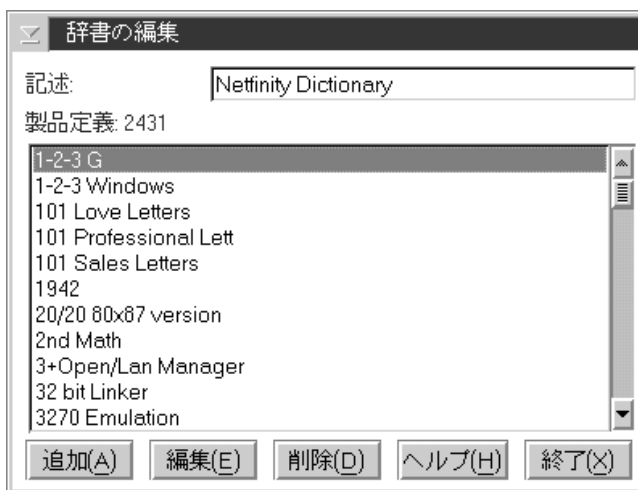 辞書の編集
記述: Netfinity Dictionary
製品定義: 2431
1-2-3 G
1-2-3 Windows
101 Love Letters
101 Professional Lett
101 Sales Letters
1942
20/20 80x87 version
2nd Math
3+Open/Lan Manager
32 bit Linker
3270 Emulation
追加(A) 編集(E) 削除(D) ヘルプ(H) 終了(X)